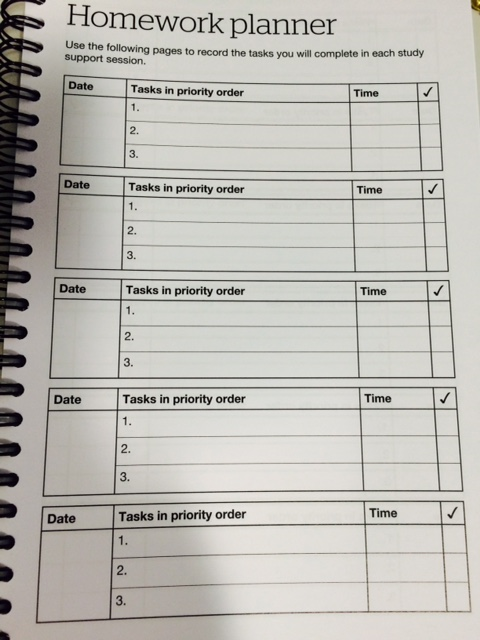 Homework planner
Use the following pages to record the tasks you will complete in each study
support session.
Date Tasks in priority order Time ✓
1.
2.
3.
Date Tasks in priority order Time ✓
1.
2.
3.
Date Tasks in priority order Time ✓
1.
2.
3.
Date Tasks in priority order Time ✓
1.
2.
3.
Date Tasks in priority order Time ✓
1.
2.
3.